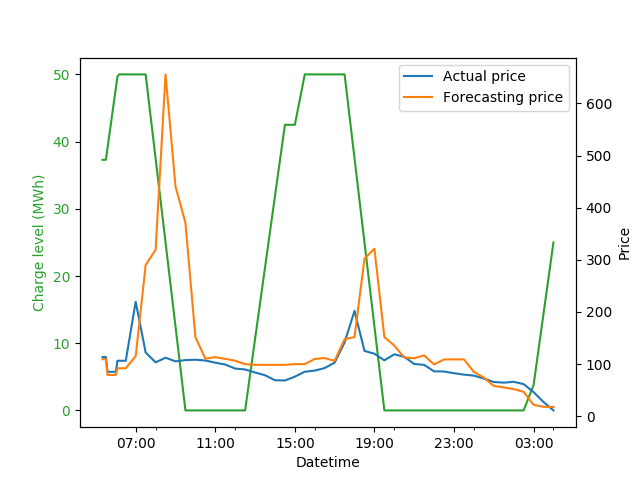 Actual price
Forecasting price
50
40
30
20
10
0
Charge level (MWh)
600
500
400
300
200
100
0
Price
07:00 11:00 15:00 19:00 23:00 03:00
Datetime